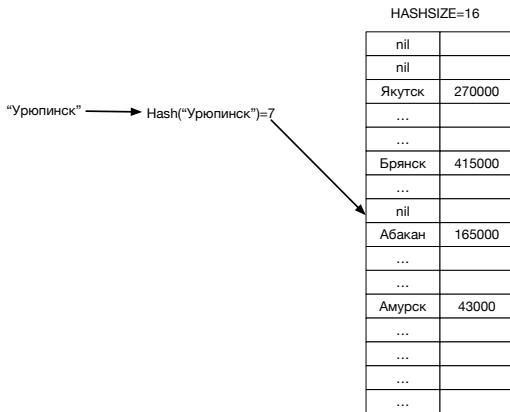 HASHSIZE=16
nil
nil
Якутск 270000
...
...
Брянск 415000
...
“Урюпинск” Hash(“Урюпинск”)=7
nil
Абакан 165000
...
...
Амурск 43000
...
...
...
...